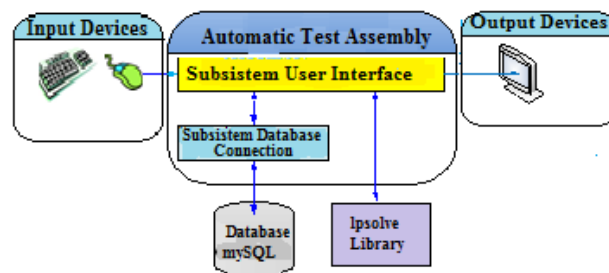 Input Devices
Automatic Test Assembly
Output Devices
Subsistem User Interface
Subsistem Database
Connection
Database
mySQL
lpsolve
Library